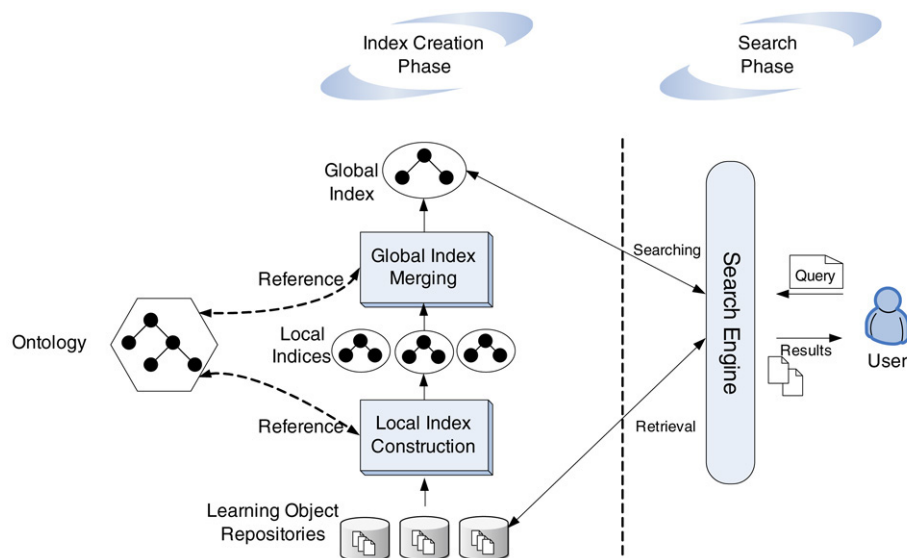 Index Creation
Phase
Search
Phase
Global
Index
Global Index
Merging
Reference
Searching
Search Engine
Query
Ontology
Local
Indices
Results
User
Reference
Local Index
Construction
Retrieval
Learning Object
Repositories